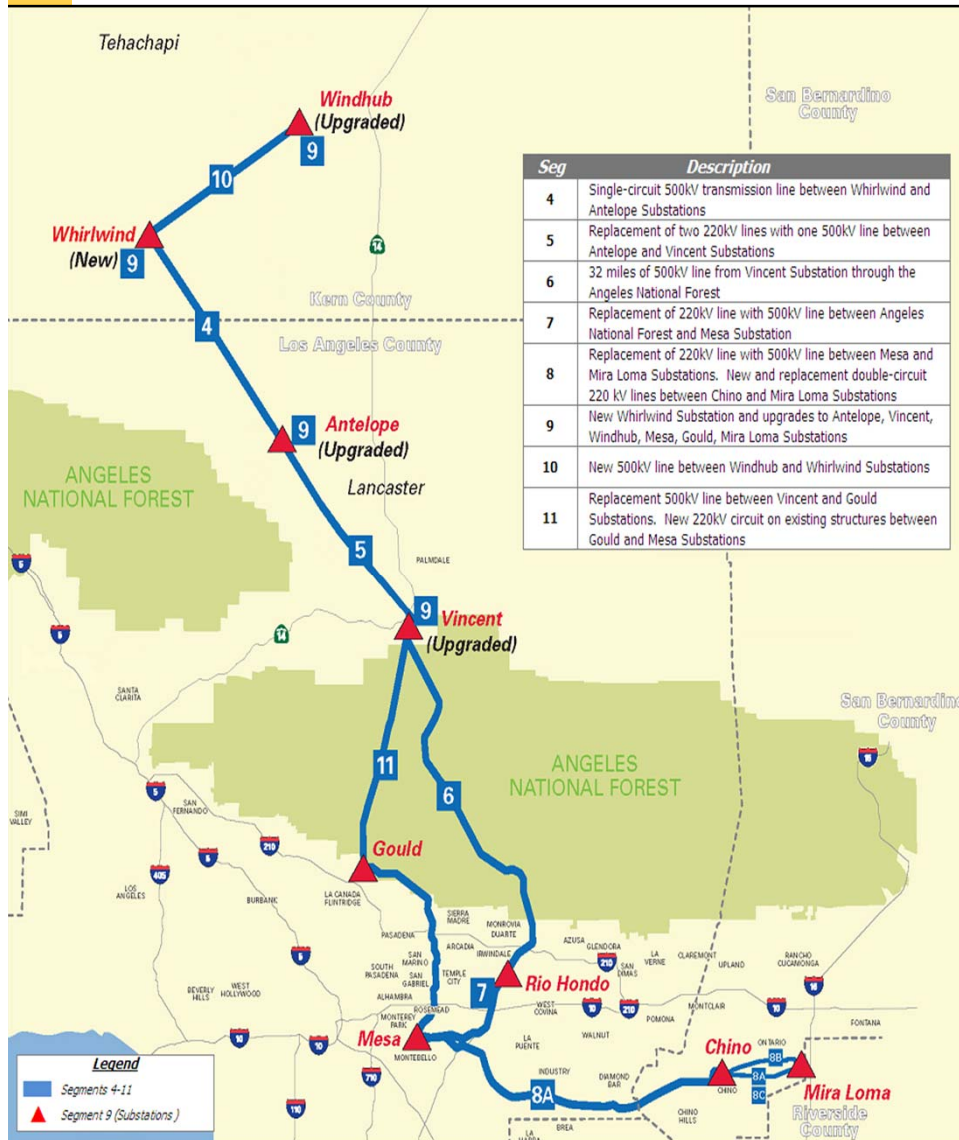 Tehachapi
Windhub
(Upgraded)
9
10
Whirlwind
(New)
9
14
San Bernardino
County
Kern County
Los Angeles County
4
9
Antelope
(Upgraded)
Lancaster
ANGELES
NATIONAL FOREST
5
PALMDALE
9
Vincent
(Upgraded)
5
5
14
SANTA
CLARITA
San Bernardino
County
15
11
6
ANGELES
NATIONAL FOREST
5
SAN
FERNANDO
SIMI
VALLEY
210
5
405
Gould
LOS
ANGELES
BURBANK
LA CANADA
FLINTRIDGE
SIERRA
MADRE
MONROVIA
DUARTE
PASADENA
ARCADIA
IRWINDALE
AZUSA
GLENDORA
LA
VERNE
CLAREMONT
UPLAND
RANCHO
CUCAMONGA
5
SOUTH
PASADENA
SAN
MARINO
SAN
GABRIEL
TEMPLE
CITY
210
SAN
DIMAS
BEVERLY
HILLS
WEST
HOLLYWOOD
ALHAMBRA
7
Rio Hondo
15
ROSEMEAD
MONTEREY
PARK
WEST
COVINA
10
210
POMONA
MONTCLAIR
10
FONTANA
10
10
Mesa
MONTEBELLO
LA
PUENTE
WALNUT
Chino
ONTARIO
8B
710
INDUSTRY
DIAMOND
BAR
CHINO
8A
8C
Mira Loma
110
8A
CHINO
HILLS
Riverside
County
BREA
LA
HABRA
Seg Description
4 Single-circuit 500kV transmission line between Whirlwind and
Antelope Substations
5 Replacement of two 220kV lines with one 500kV line between
Antelope and Vincent Substations
6 32 miles of 500kV line from Vincent Substation through the
Angeles National Forest
7 Replacement of 220kV line with 500kV line between Angeles
National Forest and Mesa Substation
8 Replacement of 220kV line with 500kV line between Mesa and
Mira Loma Substations. New and replacement double-circuit
220 kV lines between Chino and Mira Loma Substations
9 New Whirlwind Substation and upgrades to Antelope, Vincent,
Windhub, Mesa, Gould, Mira Loma Substations
10 New 500kV line between Windhub and Whirlwind Substations
11 Replacement 500kV line between Vincent and Gould
Substations. New 220kV circuit on existing structures between
Gould and Mesa Substations
Legend
Segments 4-11
Segment 9 (Substations )